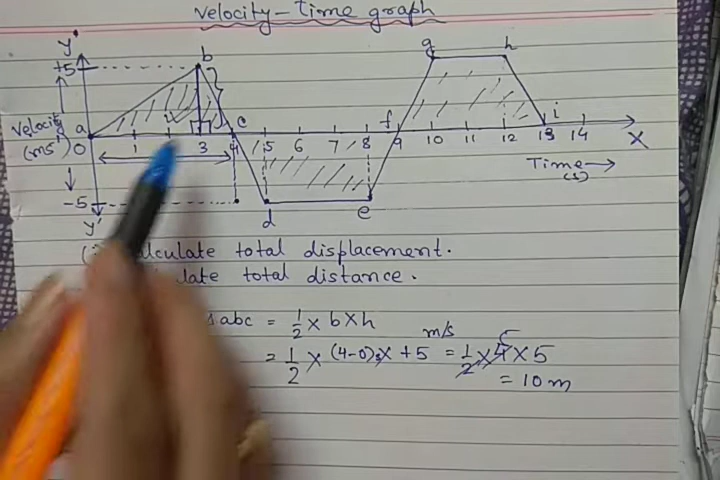 Velocity - Time graph
y
g h
b
+5
Velocity a c f i
(ms⁻¹) 0 1 3 4 5 6 7 8 9 10 11 12 13 14 X
Time →
(s)
-5
y' d e
calculate total displacement.
late total distance.
abc = 1/2 x b x h
m/s 5
= 1/2 x (4-0)s x +5 = 1/2 x 4 x 5
= 10 m